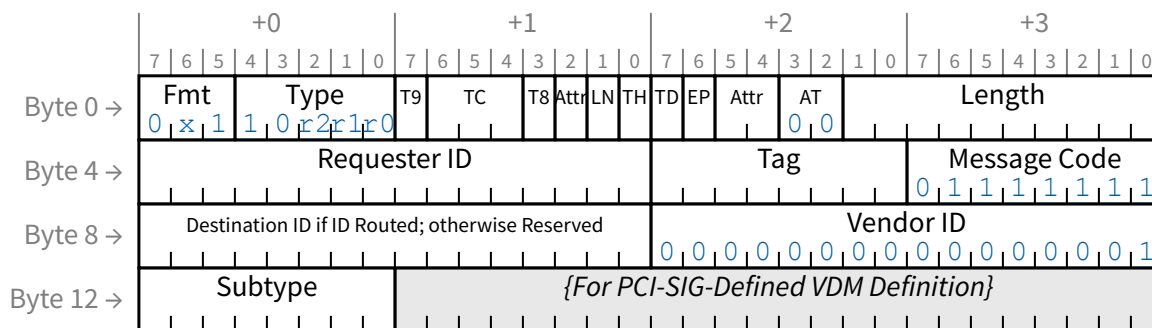 +0 +1 +2 +3
7 6 5 4 3 2 1 0 7 6 5 4 3 2 1 0 7 6 5 4 3 2 1 0 7 6 5 4 3 2 1 0
Byte 0 → Fmt Type T9 TC T8 Attr LN TH TD EP Attr AT Length
0 x 1 1 0 r2 r1 r0 0 0
Byte 4 → Requester ID Tag Message Code
0 1 1 1 1 1 1 1
Byte 8 → Destination ID if ID Routed; otherwise Reserved Vendor ID
0 0 0 0 0 0 0 0 0 0 0 0 0 0 0 1
Byte 12 → Subtype {For PCI-SIG-Defined VDM Definition}